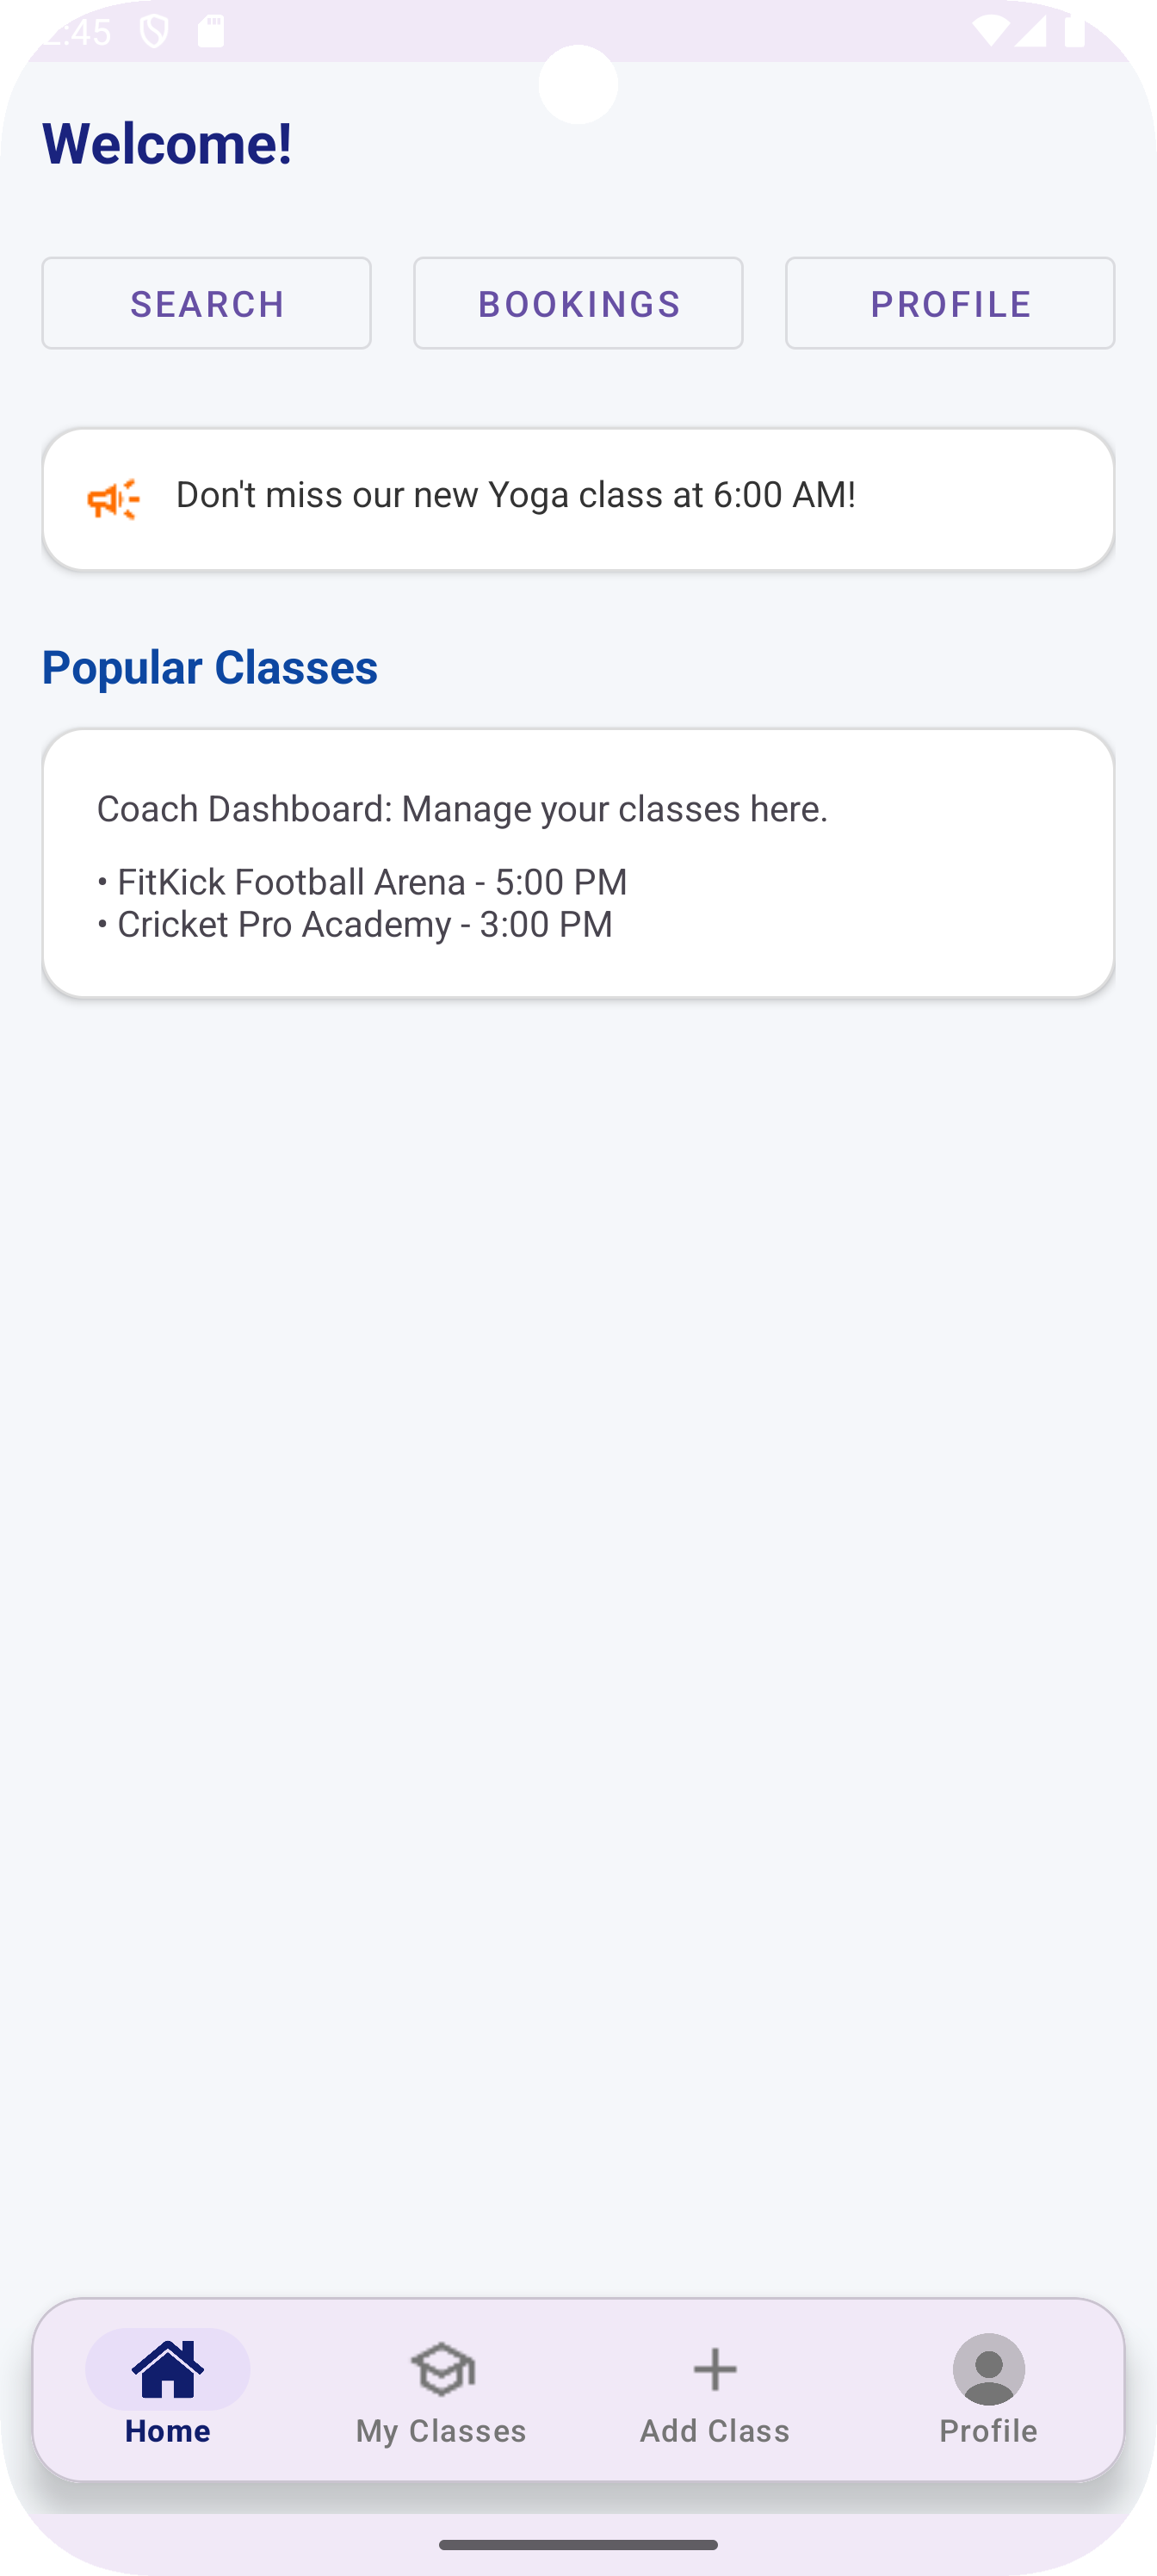 :45
Welcome!
SEARCH
BOOKINGS
PROFILE
Don't miss our new Yoga class at 6:00 AM!
Popular Classes
Coach Dashboard: Manage your classes here.
• FitKick Football Arena - 5:00 PM
• Cricket Pro Academy - 3:00 PM
Home
My Classes
Add Class
Profile